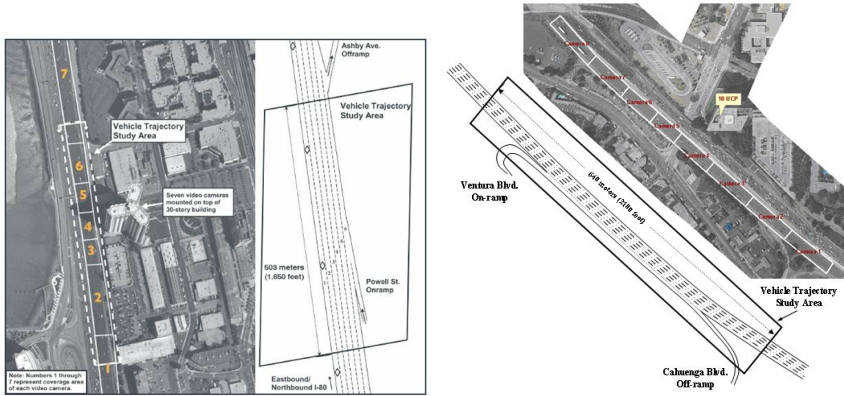 7
Vehicle Trajectory
Study Area
6
5
4
3
2
1
Seven video cameras
mounted on top of
30-story building
Note: Numbers 1 through
7 represent coverage area
of each video camera.
Ashby Ave.
Offramp
Vehicle Trajectory
Study Area
503 meters
(1,650 feet)
Powell St.
Onramp
Eastbound/
Northbound I-80
Camera 8
Camera 7
Camera 6
Camera 5
Camera 4
Camera 3
Camera 2
Camera 1
10 UCP
Ventura Blvd.
On-ramp
640 meters (2100 feet)
Vehicle Trajectory
Study Area
Cahuenga Blvd.
Off-ramp